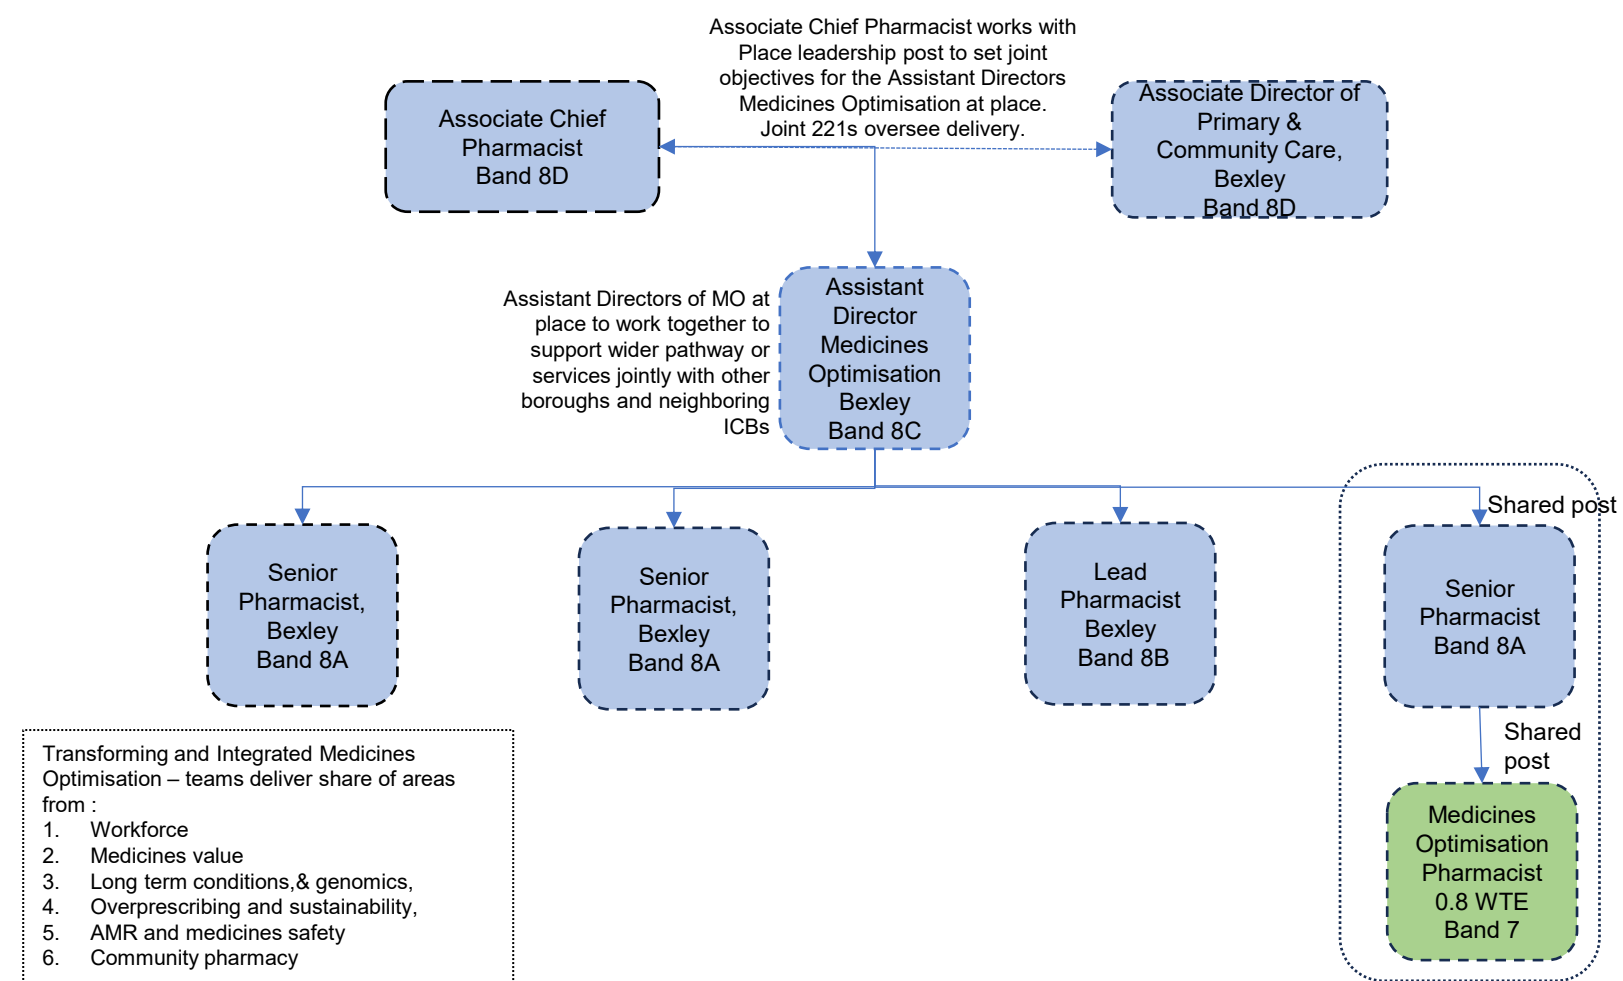 Associate Chief Pharmacist works with
Place leadership post to set joint
objectives for the Assistant Directors
Medicines Optimisation at place.
Joint 221s oversee delivery.
Associate Chief
Pharmacist
Band 8D
Associate Director of
Primary &
Community Care,
Bexley
Band 8D
Assistant Directors of MO at
place to work together to
support wider pathway or
services jointly with other
boroughs and neighboring
ICBs
Assistant
Director
Medicines
Optimisation
Bexley
Band 8C
Senior
Pharmacist,
Bexley
Band 8A
Senior
Pharmacist,
Bexley
Band 8A
Lead
Pharmacist
Bexley
Band 8B
Shared post
Senior
Pharmacist
Band 8A
Shared
post
Medicines
Optimisation
Pharmacist
0.8 WTE
Band 7
Transforming and Integrated Medicines
Optimisation – teams deliver share of areas
from :
1. Workforce
2. Medicines value
3. Long term conditions,& genomics,
4. Overprescribing and sustainability,
5. AMR and medicines safety
6. Community pharmacy